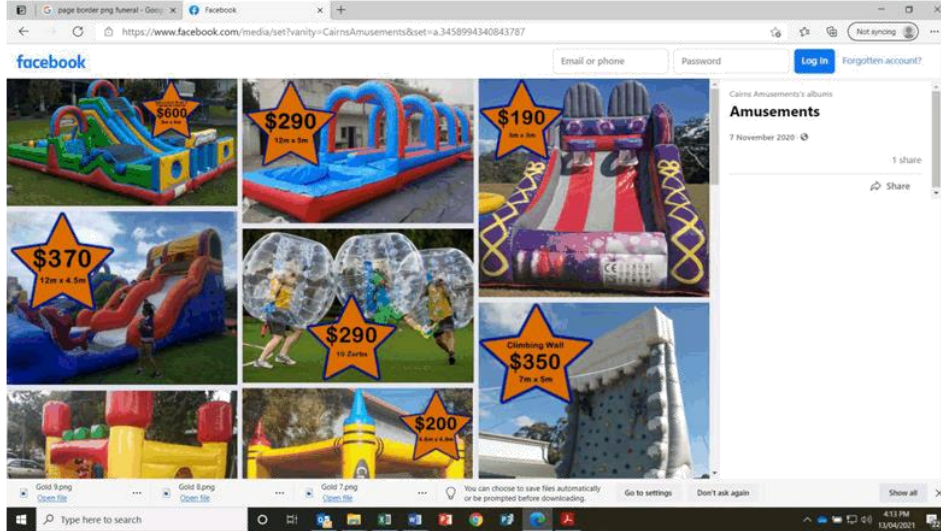 page border png funeral - Goog
Facebook
https://www.facebook.com/media/set?vanity=CairnsAmusements&set=a.3458994340843787
Not syncing
facebook
Email or phone
Password
Log In
Forgotten account?
$600
$290
12m x 5m
$190
5m x 3m
Cairns Amusements's albums
Amusements
7 November 2020
1 share
Share
$370
12m x 4.5m
$290
10 Zorbs
Climbing Wall
$350
7m x 5m
$200
Gold 9.png
Open file
Gold 8.png
Open file
Gold 7.png
Open file
You can choose to save files automatically
or be prompted before downloading.
Go to settings
Don't ask again
Show all
Type here to search
4:13 PM
13/04/2021